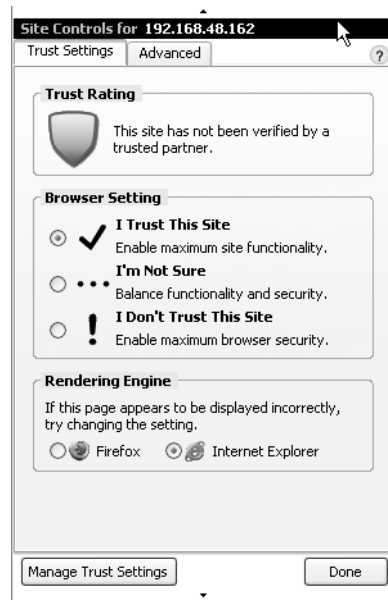 Site Controls for 192.168.48.162
Trust Settings
Advanced
?
Trust Rating
This site has not been verified by a
trusted partner.
Browser Setting
I Trust This Site
Enable maximum site functionality.
I'm Not Sure
Balance functionality and security.
I Don't Trust This Site
Enable maximum browser security.
Rendering Engine
If this page appears to be displayed incorrectly,
try changing the setting.
Firefox
Internet Explorer
Manage Trust Settings
Done